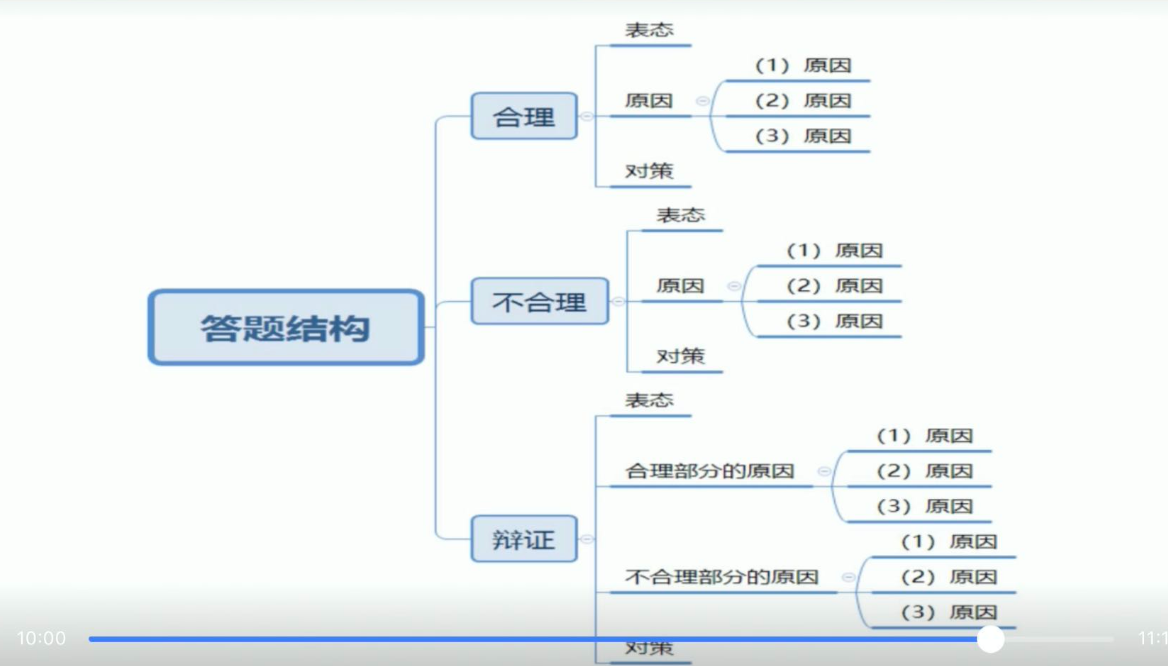 答题结构
合理
表态
原因
（1）原因
（2）原因
（3）原因
对策
不合理
表态
原因
（1）原因
（2）原因
（3）原因
对策
辩证
表态
合理部分的原因
（1）原因
（2）原因
（3）原因
不合理部分的原因
（1）原因
（2）原因
（3）原因
对策
10:00